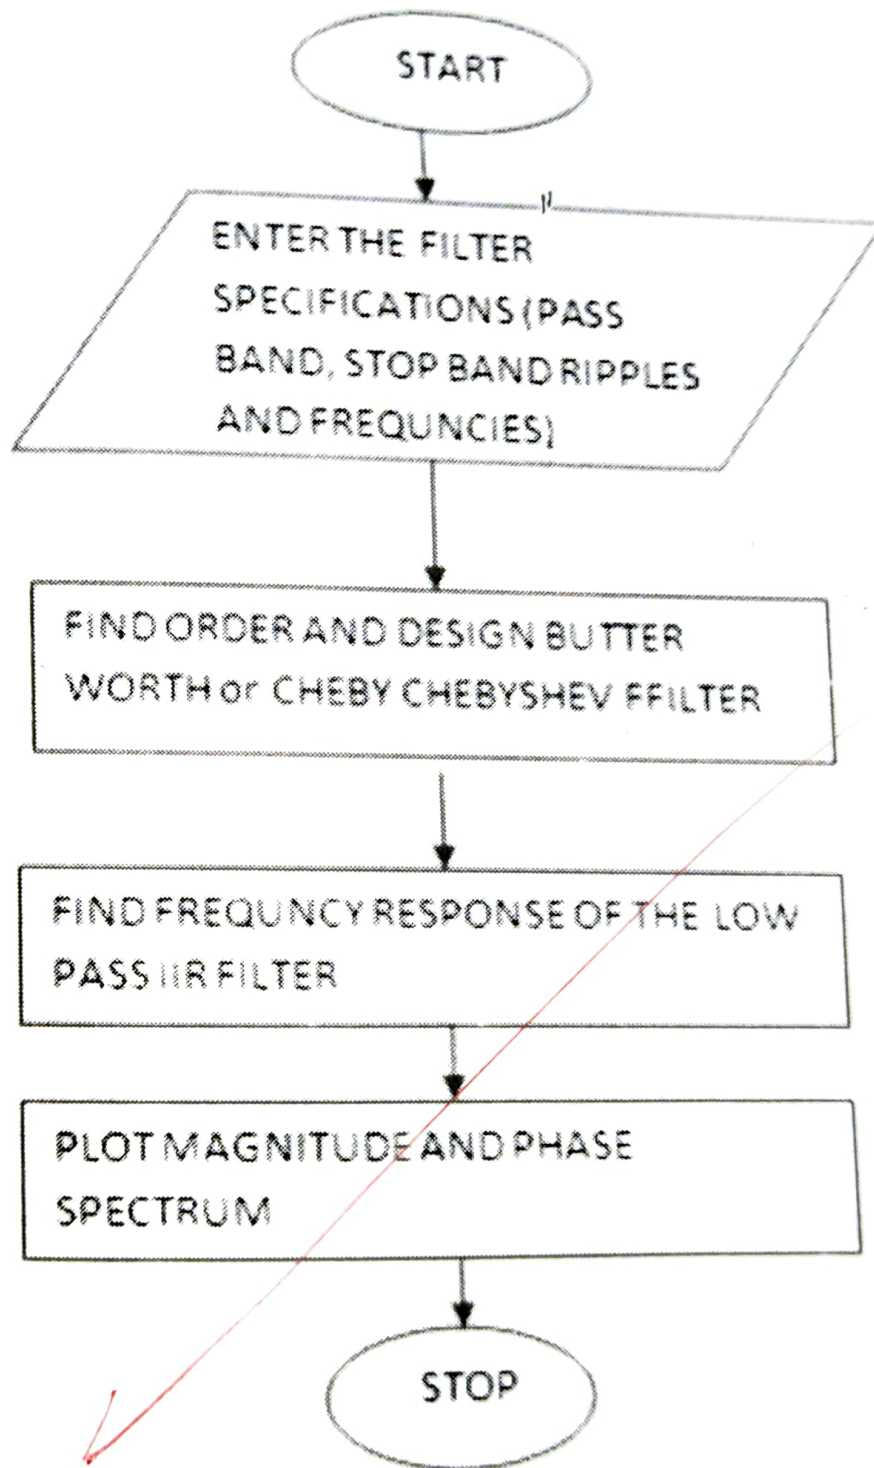 START
ENTER THE FILTER
SPECIFICATIONS (PASS
BAND, STOP BAND RIPPLES
AND FREQUNCIES)
FIND ORDER AND DESIGN BUTTER
WORTH or CHEBY CHEBYSHEV FFILTER
FIND FREQUNCY RESPONSE OF THE LOW
PASS IIR FILTER
PLOT MAGNITUDE AND PHASE
SPECTRUM
STOP